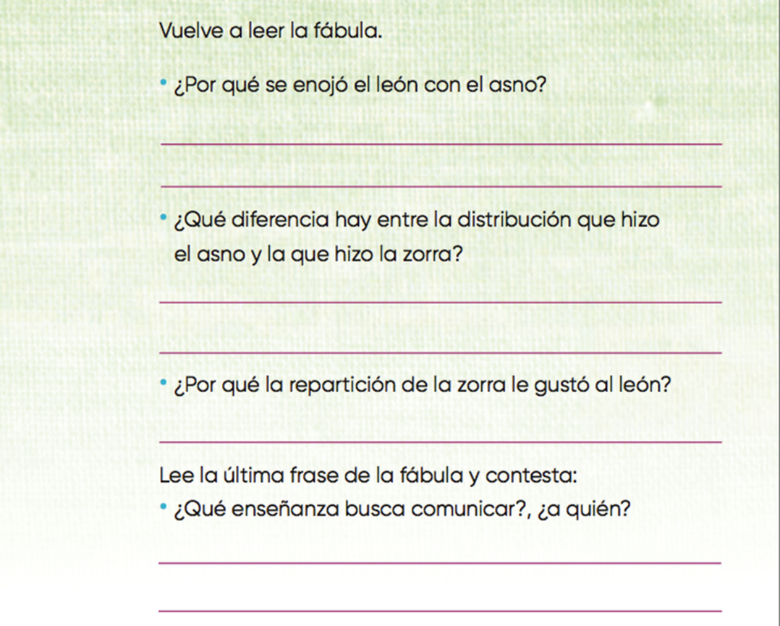 Vuelve a leer la fábula.
• ¿Por qué se enojó el león con el asno?
• ¿Qué diferencia hay entre la distribución que hizo
el asno y la que hizo la zorra?
• ¿Por qué la repartición de la zorra le gustó al león?
Lee la última frase de la fábula y contesta:
• ¿Qué enseñanza busca comunicar?, ¿a quién?